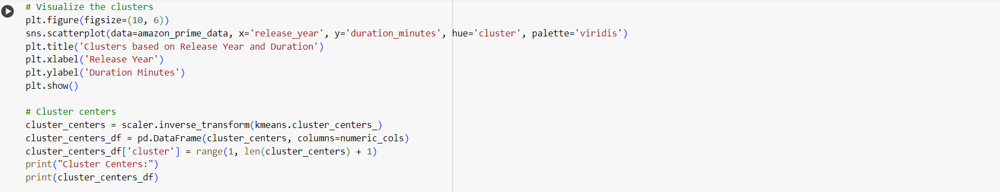 # Visualize the clusters
plt.figure(figsize=(10, 6))
sns.scatterplot(data=amazon_prime_data, x='release_year', y='duration_minutes', hue='cluster', palette='viridis')
plt.title('Clusters based on Release Year and Duration')
plt.xlabel('Release Year')
plt.ylabel('Duration Minutes')
plt.show()

# Cluster centers
cluster_centers = scaler.inverse_transform(kmeans.cluster_centers_)
cluster_centers_df = pd.DataFrame(cluster_centers, columns=numeric_cols)
cluster_centers_df['cluster'] = range(1, len(cluster_centers) + 1)
print("Cluster Centers:")
print(cluster_centers_df)